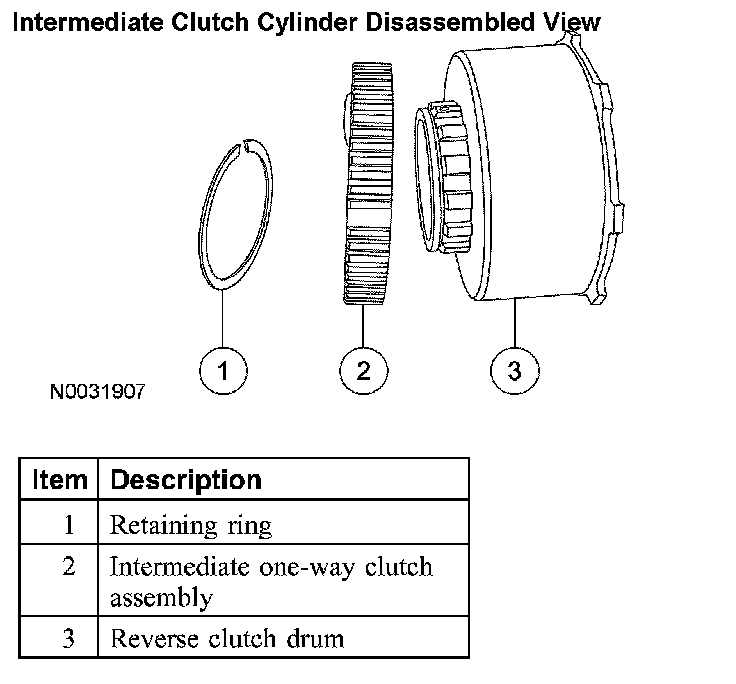 Intermediate Clutch Cylinder Disassembled View
1
2
3
N0031907
Item Description
1 Retaining ring
2 Intermediate one-way clutch
assembly
3 Reverse clutch drum